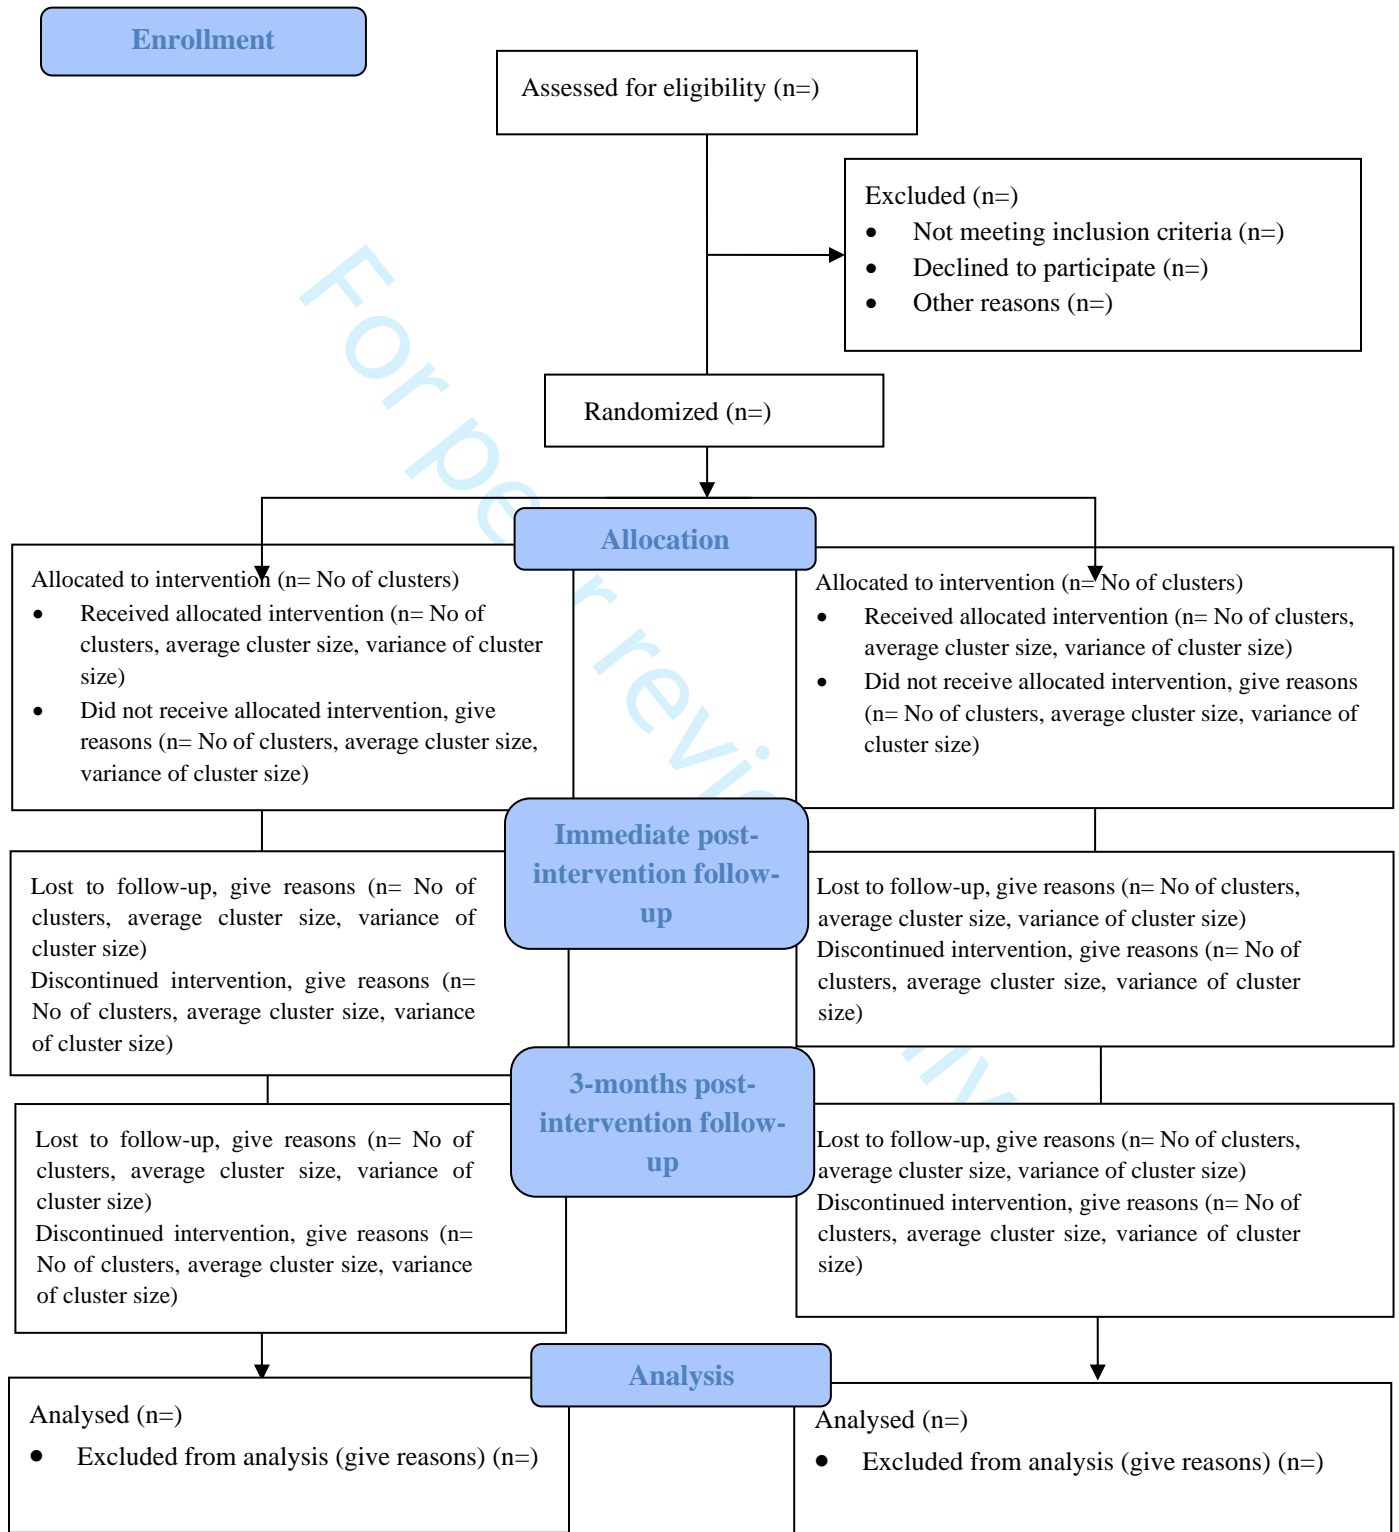 Enrollment
Assessed for eligibility (n=)
Excluded (n=)
• Not meeting inclusion criteria (n=)
• Declined to participate (n=)
• Other reasons (n=)
Randomized (n=)
Allocation
Allocated to intervention (n= No of clusters)
• Received allocated intervention (n= No of
clusters, average cluster size, variance of cluster
size)
• Did not receive allocated intervention, give
reasons (n= No of clusters, average cluster size,
variance of cluster size)
Allocated to intervention (n= No of clusters)
• Received allocated intervention (n= No of clusters,
average cluster size, variance of cluster size)
• Did not receive allocated intervention, give reasons
(n= No of clusters, average cluster size, variance of
cluster size)
Immediate post-
intervention follow-
up
Lost to follow-up, give reasons (n= No of
clusters, average cluster size, variance of
cluster size)
Discontinued intervention, give reasons (n=
No of clusters, average cluster size, variance
of cluster size)
Lost to follow-up, give reasons (n= No of clusters,
average cluster size, variance of cluster size)
Discontinued intervention, give reasons (n= No of
clusters, average cluster size, variance of cluster
size)
3-months post-
intervention follow-
up
Lost to follow-up, give reasons (n= No of
clusters, average cluster size, variance of
cluster size)
Discontinued intervention, give reasons (n=
No of clusters, average cluster size, variance
of cluster size)
Lost to follow-up, give reasons (n= No of clusters,
average cluster size, variance of cluster size)
Discontinued intervention, give reasons (n= No of
clusters, average cluster size, variance of cluster
size)
Analysis
Analysed (n=)
• Excluded from analysis (give reasons) (n=)
Analysed (n=)
• Excluded from analysis (give reasons) (n=)
For peer review